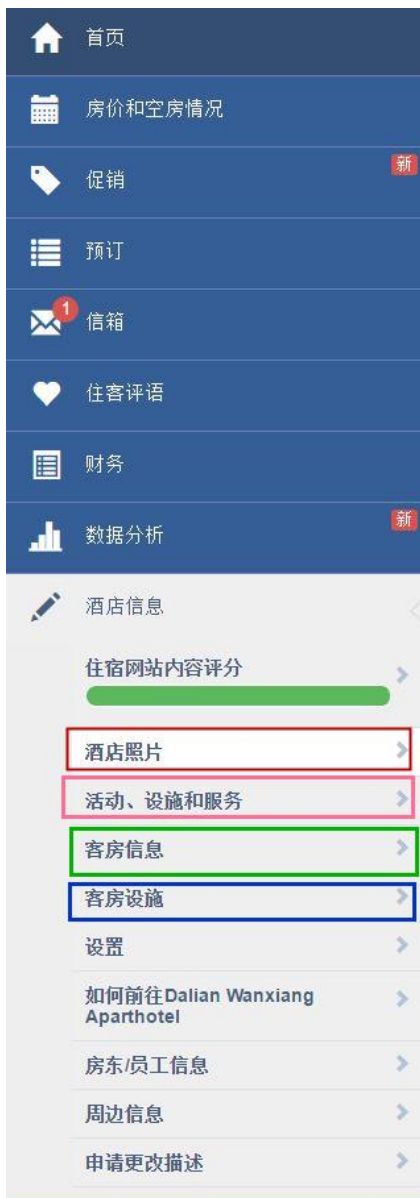 首页
房价和空房情况
促销
新
预订
1
信箱
住客评语
财务
数据分析
新
酒店信息
住宿网站内容评分
酒店照片
活动、设施和服务
客房信息
客房设施
设置
如何前往Dalian Wanxiang
Aparthotel
房东/员工信息
周边信息
申请更改描述